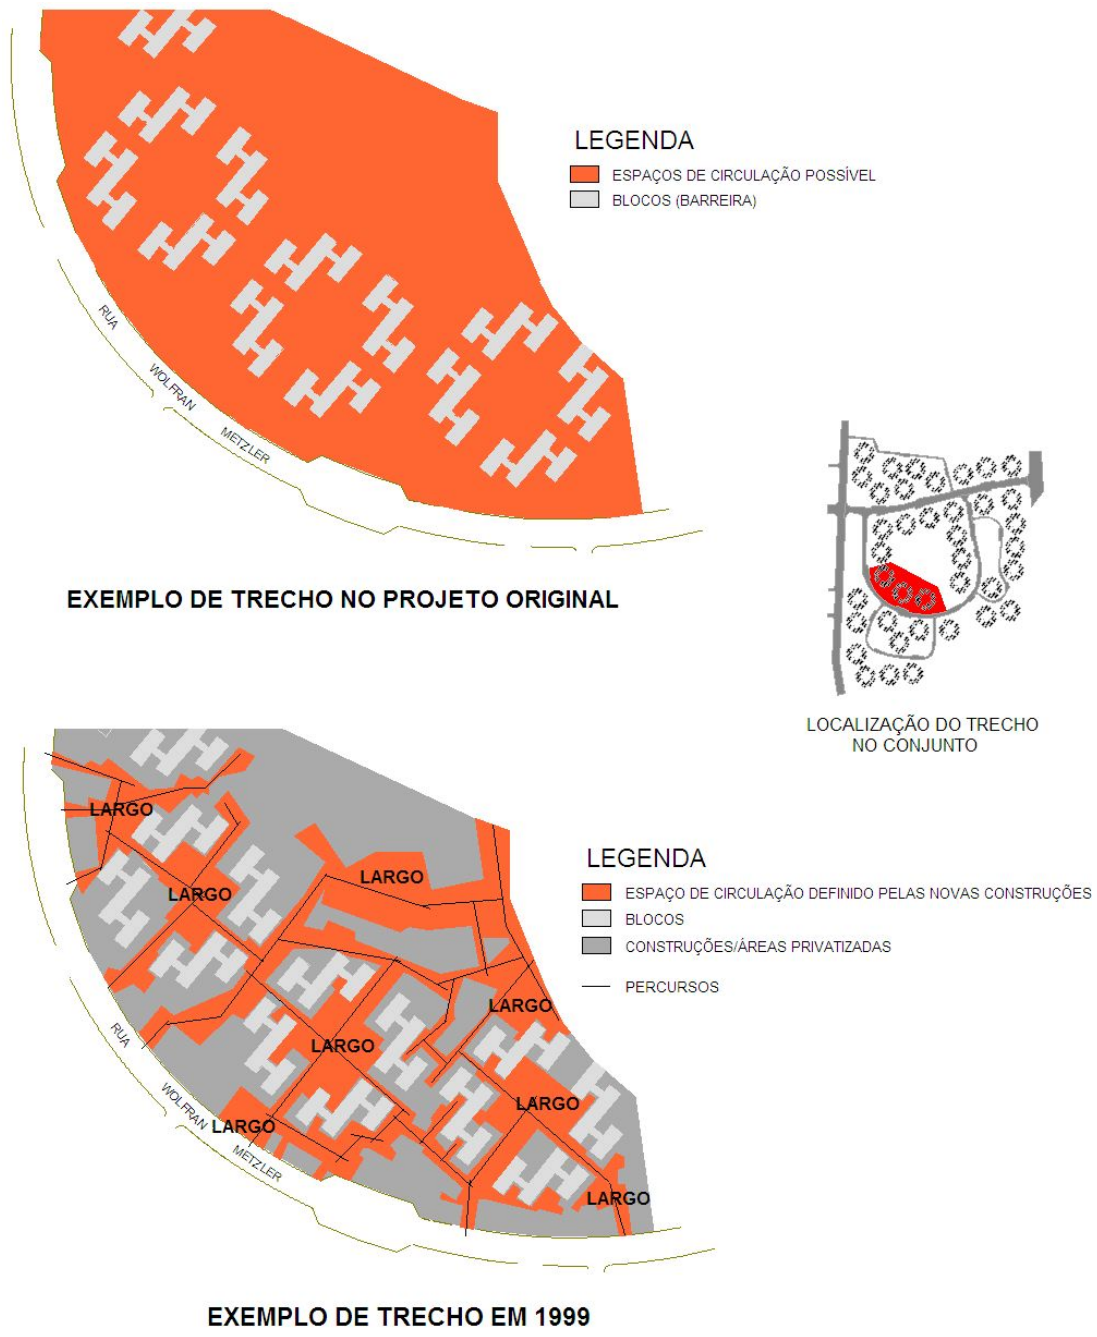 LEGENDA
ESPAÇOS DE CIRCULAÇÃO POSSÍVEL
BLOCOS (BARREIRA)
RUA
WOLFRAN
METZLER
EXEMPLO DE TRECHO NO PROJETO ORIGINAL
LOCALIZAÇÃO DO TRECHO
NO CONJUNTO
LARGO
LARGO
LARGO
LARGO
LARGO
LARGO
LARGO
LARGO
RUA
WOLFRAN
METZLER
LEGENDA
ESPAÇO DE CIRCULAÇÃO DEFINIDO PELAS NOVAS CONSTRUÇÕES
BLOCOS
CONSTRUÇÕES/ÁREAS PRIVATIZADAS
PERCURSOS
EXEMPLO DE TRECHO EM 1999